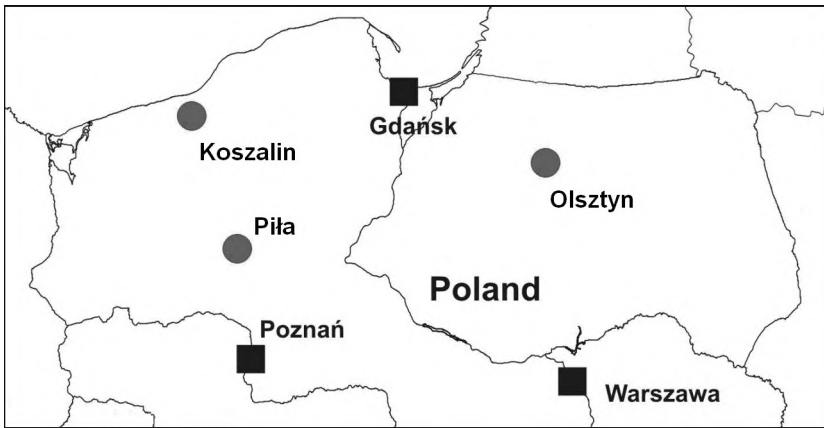 Gdańsk
Koszalin
Olsztyn
Piła
Poland
Poznań
Warszawa